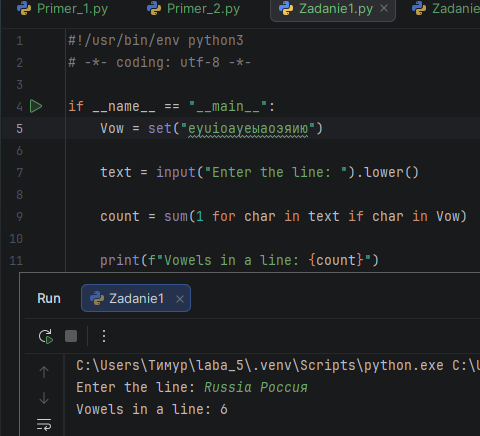 Primer_1.py Primer_2.py Zadanie1.py Zadanie
1 #!/usr/bin/env python3
2 # -*- coding: utf-8 -*-
3
4 if __name__ == "__main__":
5 Vow = set("eyuioaуеыаоэяию")
6
7 text = input("Enter the line: ").lower()
8
9 count = sum(1 for char in text if char in Vow)
10
11 print(f"Vowels in a line: {count}")
Run Zadanie1
C:\Users\Тимур\laba_5\.venv\Scripts\python.exe C:\U
Enter the line: Russia Россия
Vowels in a line: 6